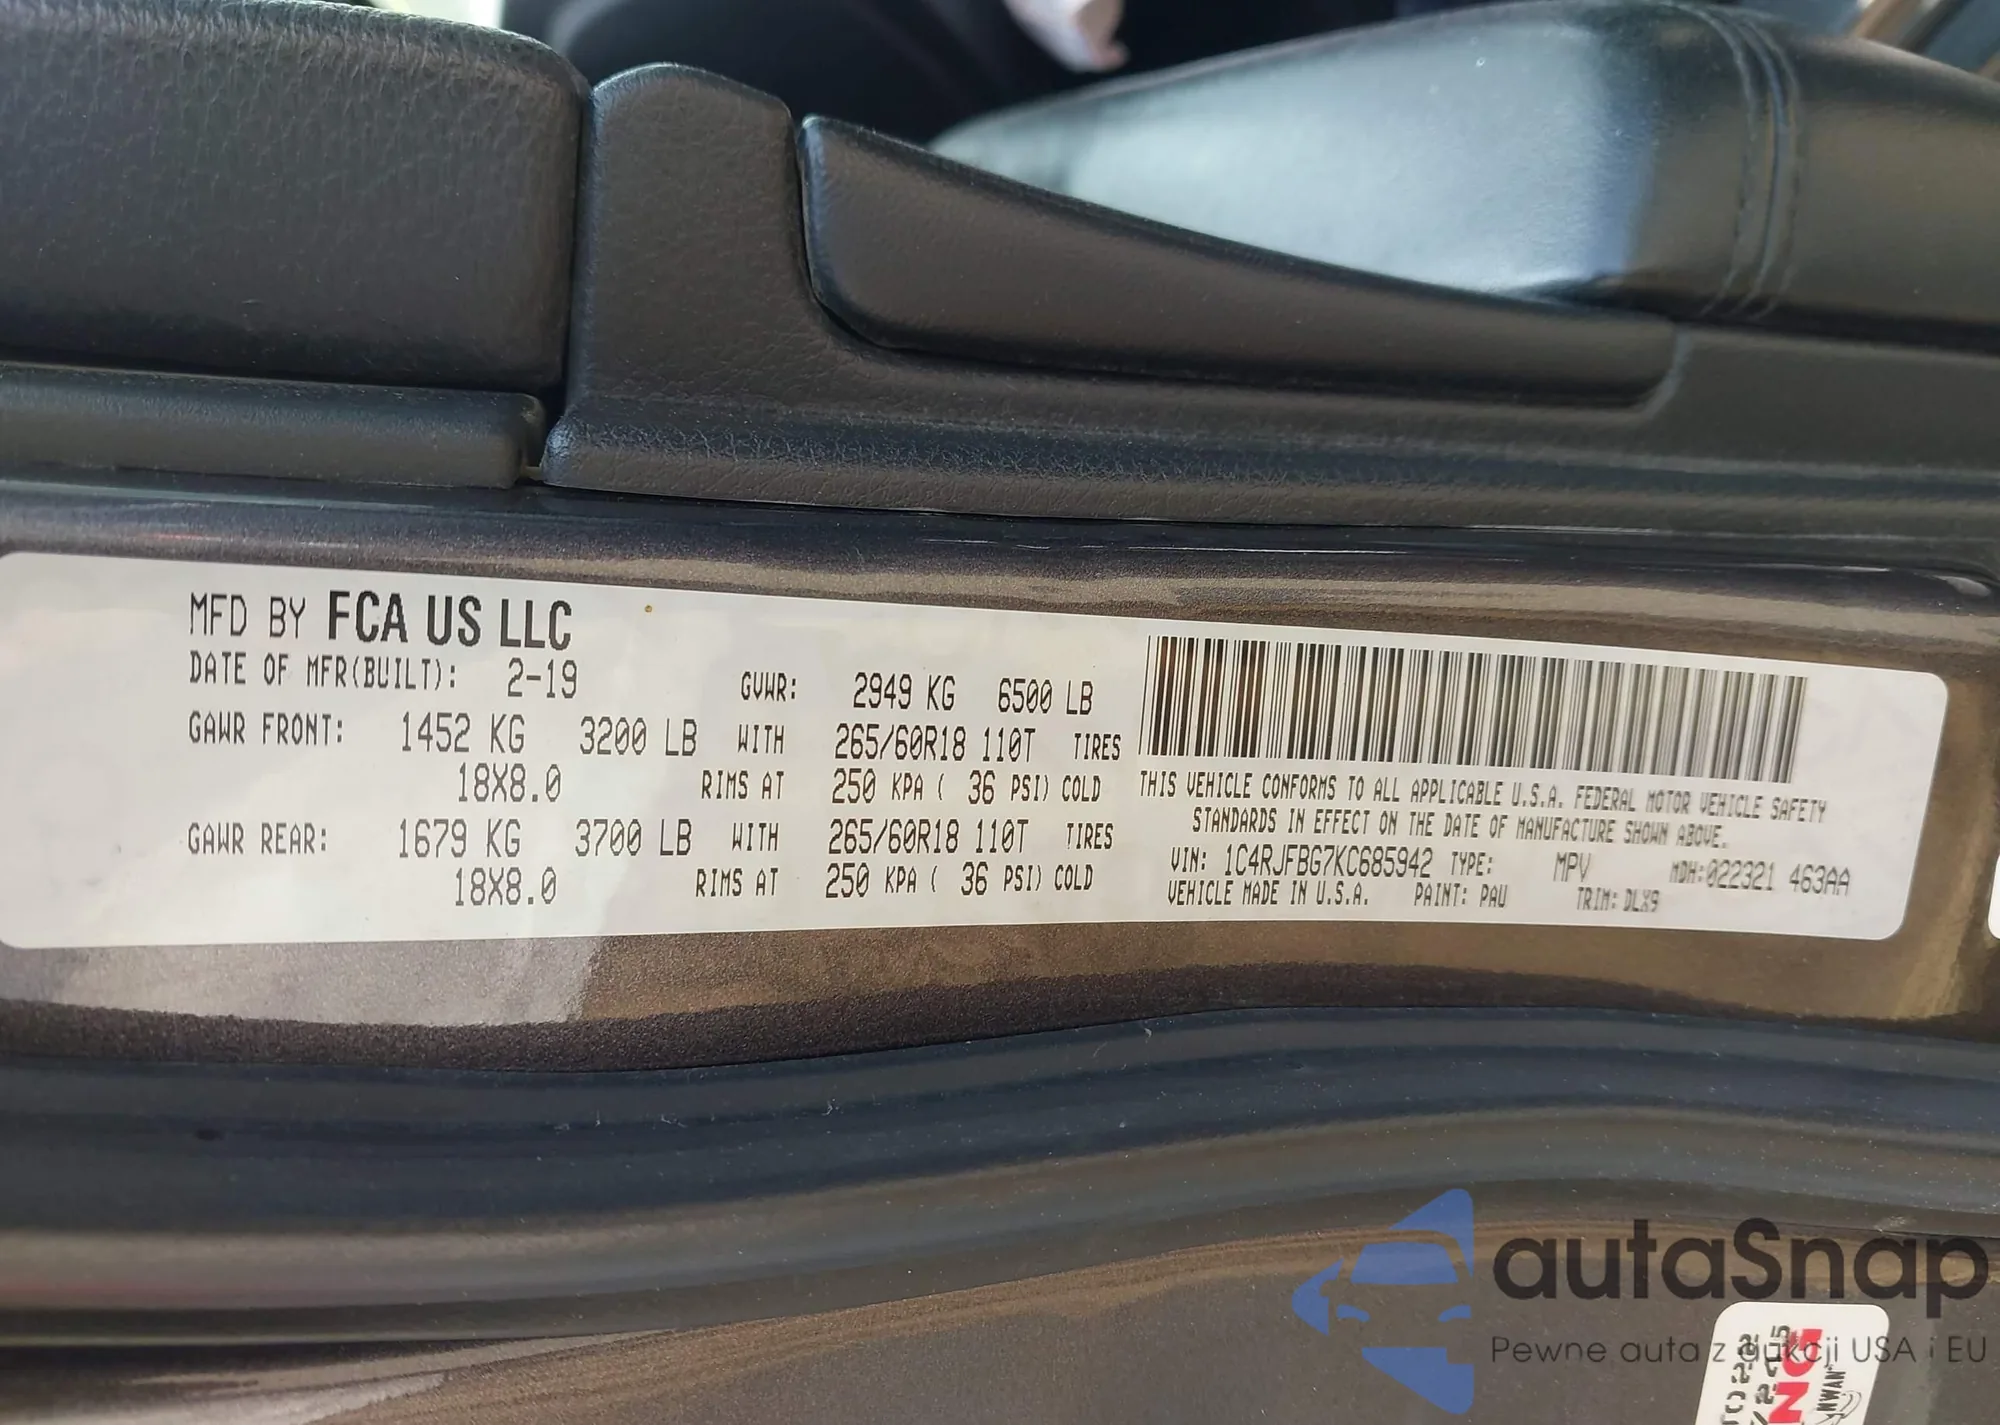 MFD BY FCA US LLC
DATE OF MFR(BUILT): 2-19 GVWR: 2949 KG 6500 LB
GAWR FRONT: 1452 KG 3200 LB WITH 265/60R18 110T TIRES
18X8.0 RIMS AT 250 KPA ( 36 PSI) COLD
GAWR REAR: 1679 KG 3700 LB WITH 265/60R18 110T TIRES
18X8.0 RIMS AT 250 KPA ( 36 PSI) COLD
THIS VEHICLE CONFORMS TO ALL APPLICABLE U.S.A. FEDERAL MOTOR VEHICLE SAFETY
STANDARDS IN EFFECT ON THE DATE OF MANUFACTURE SHOWN ABOVE.
VIN: 1C4RJFBG7KC685942 TYPE: MPV MDH:022321 463AA
VEHICLE MADE IN U.S.A. PAINT: PAU TRIM: DLX9
autaSnap
Pewne auta z aukcji USA i EU